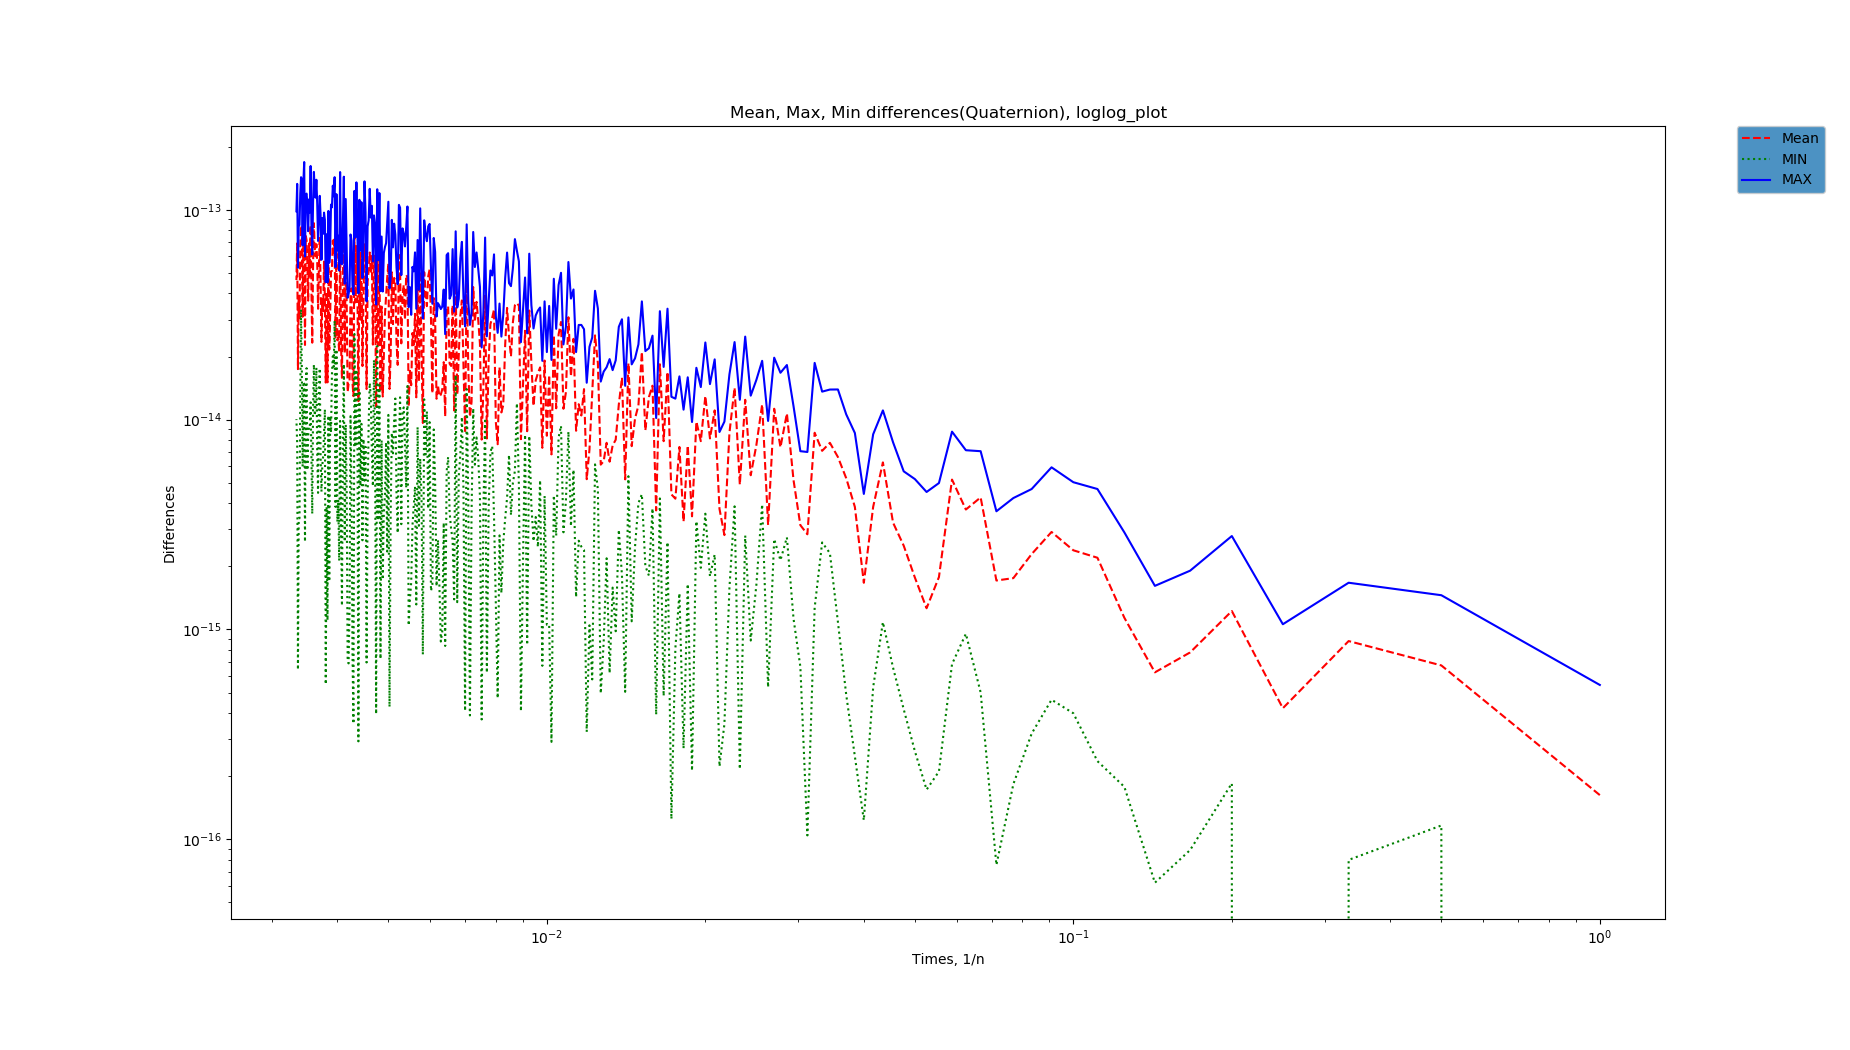 Mean, Max, Min differences(Quaternion), loglog_plot
Mean
MIN
MAX
Differences
10⁻¹³
10⁻¹⁴
10⁻¹⁵
10⁻¹⁶
10⁻²
10⁻¹
10⁰
Times, 1/n